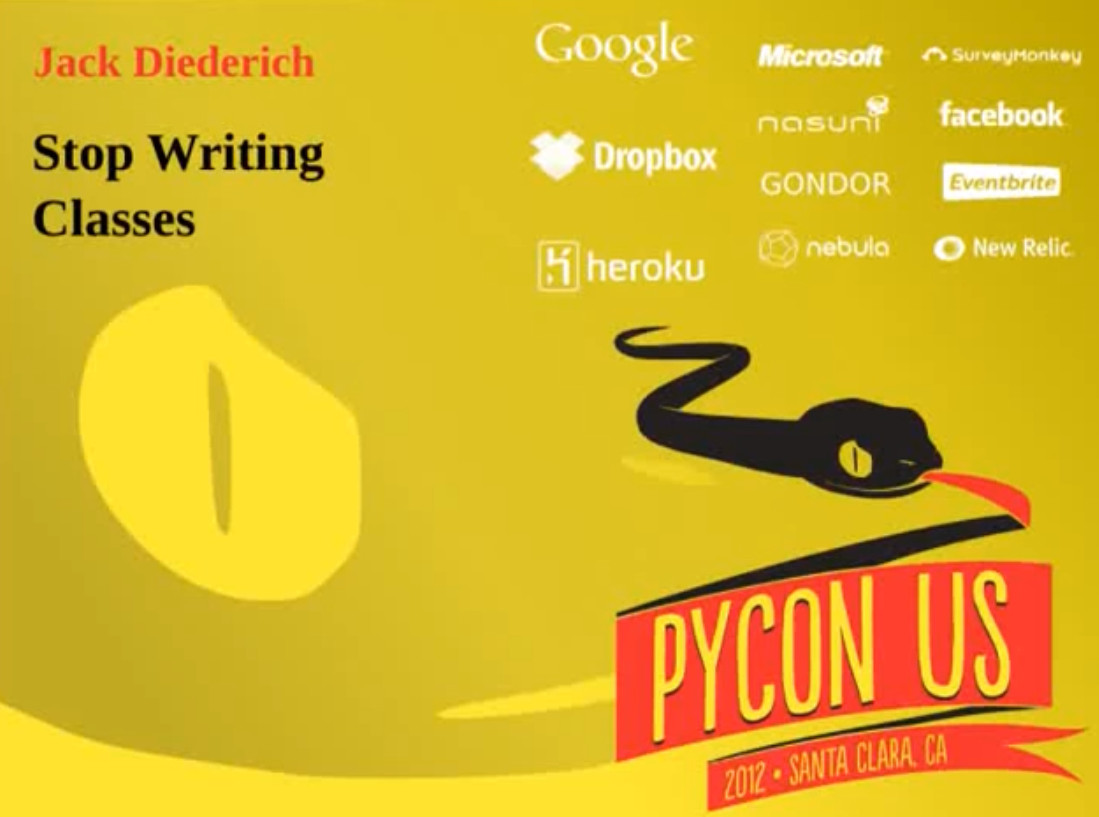 Jack Diederich
Stop Writing
Classes
Google
Dropbox
heroku
Microsoft
nasuni
GONDOR
nebula
SurveyMonkey
facebook
Eventbrite
New Relic.
PYCON US
2012 • SANTA CLARA, CA